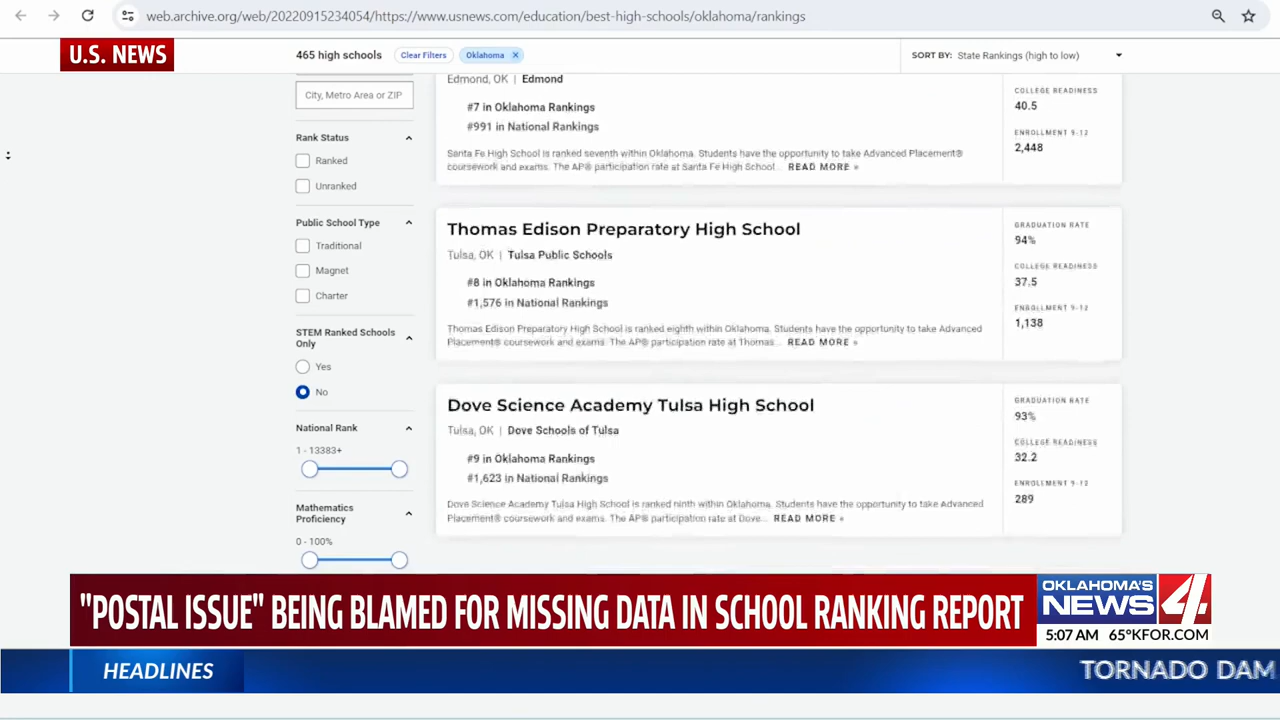 web.archive.org/web/20220915234054/https://www.usnews.com/education/best-high-schools/oklahoma/rankings
U.S. NEWS
465 high schools
Clear Filters
Oklahoma ×
SORT BY: State Rankings (high to low)
City, Metro Area or ZIP
Rank Status
Ranked
Unranked
Public School Type
Traditional
Magnet
Charter
STEM Ranked Schools
Only
Yes
No
National Rank
1 - 13383+
Mathematics
Proficiency
0 - 100%
Edmond, OK | Edmond
#7 in Oklahoma Rankings
#991 in National Rankings
Santa Fe High School is ranked seventh within Oklahoma. Students have the opportunity to take Advanced Placement®
coursework and exams. The AP® participation rate at Santa Fe High School... READ MORE »
COLLEGE READINESS
40.5
ENROLLMENT 9-12
2,448
Thomas Edison Preparatory High School
Tulsa, OK | Tulsa Public Schools
#8 in Oklahoma Rankings
#1,576 in National Rankings
Thomas Edison Preparatory High School is ranked eighth within Oklahoma. Students have the opportunity to take Advanced
Placement® coursework and exams. The AP® participation rate at Thomas... READ MORE »
GRADUATION RATE
94%
COLLEGE READINESS
37.5
ENROLLMENT 9-12
1,138
Dove Science Academy Tulsa High School
Tulsa, OK | Dove Schools of Tulsa
#9 in Oklahoma Rankings
#1,623 in National Rankings
Dove Science Academy Tulsa High School is ranked ninth within Oklahoma. Students have the opportunity to take Advanced
Placement® coursework and exams. The AP® participation rate at Dove... READ MORE »
GRADUATION RATE
93%
COLLEGE READINESS
32.2
ENROLLMENT 9-12
289
"POSTAL ISSUE" BEING BLAMED FOR MISSING DATA IN SCHOOL RANKING REPORT
OKLAHOMA'S
NEWS 4
5:07 AM 65° KFOR.COM
HEADLINES
TORNADO DAM